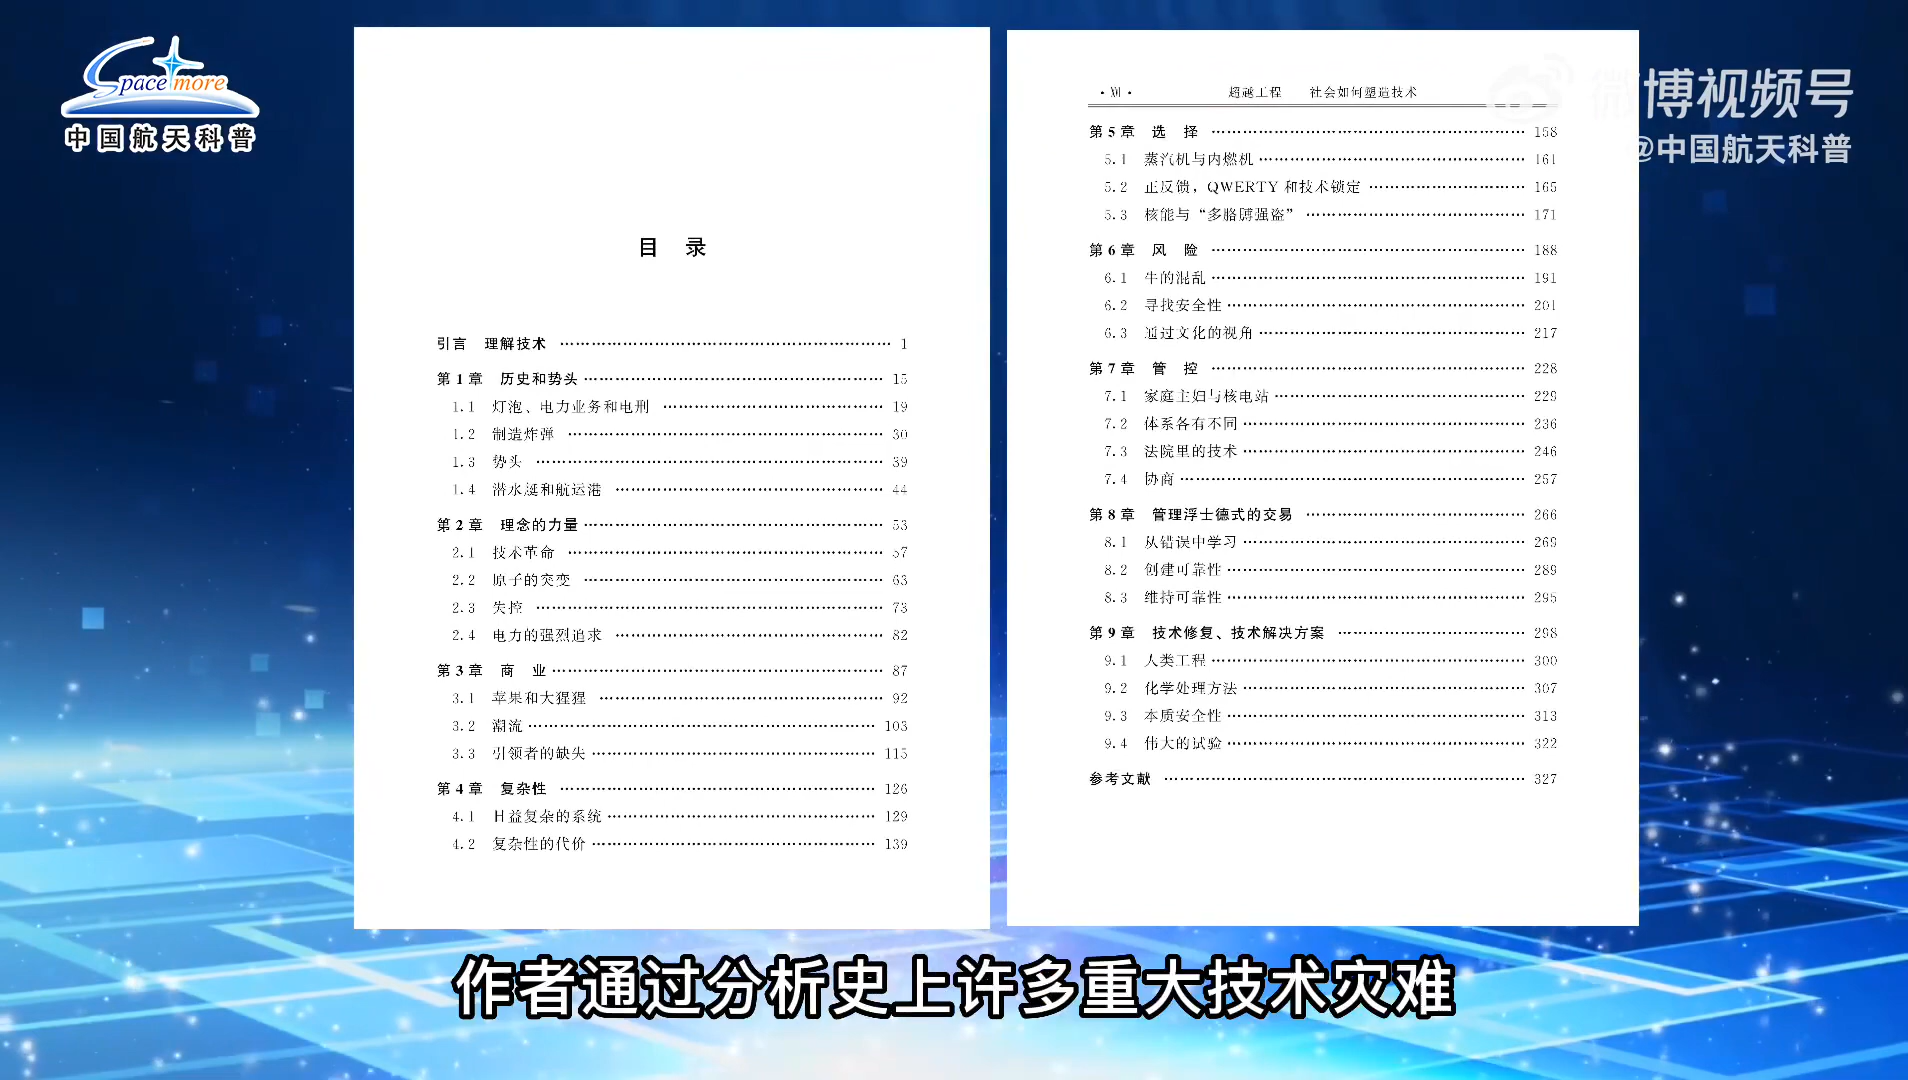 Space more
中国航天科普
微博视频号
@中国航天科普
目 录
引言 理解技术 …… 1
第1章 历史和势头 …… 15
1.1 灯泡、电力业务和电刑 …… 19
1.2 制造炸弹 …… 30
1.3 势头 …… 39
1.4 潜水艇和航运港 …… 44
第2章 理念的力量 …… 53
2.1 技术革命 …… 57
2.2 原子的突变 …… 63
2.3 失控 …… 73
2.4 电力的强烈追求 …… 82
第3章 商 业 …… 87
3.1 苹果和大猩猩 …… 92
3.2 潮流 …… 103
3.3 引领者的缺失 …… 115
第4章 复杂性 …… 126
4.1 日益复杂的系统 …… 129
4.2 复杂性的代价 …… 139
· XVI · 超越工程 社会如何塑造技术
第5章 选 择 …… 158
5.1 蒸汽机与内燃机 …… 161
5.2 正反馈，QWERTY和技术锁定 …… 165
5.3 核能与“多胳膊强盗” …… 171
第6章 风 险 …… 188
6.1 牛的混乱 …… 191
6.2 寻找安全性 …… 201
6.3 通过文化的视角 …… 217
第7章 管 控 …… 228
7.1 家庭主妇与核电站 …… 229
7.2 体系各有不同 …… 236
7.3 法院里的技术 …… 246
7.4 协商 …… 257
第8章 管理浮士德式的交易 …… 266
8.1 从错误中学习 …… 269
8.2 创建可靠性 …… 289
8.3 维持可靠性 …… 295
第9章 技术修复、技术解决方案 …… 298
9.1 人类工程 …… 300
9.2 化学处理方法 …… 307
9.3 本质安全性 …… 313
9.4 伟大的试验 …… 322
参考文献 …… 327
作者通过分析史上许多重大技术灾难